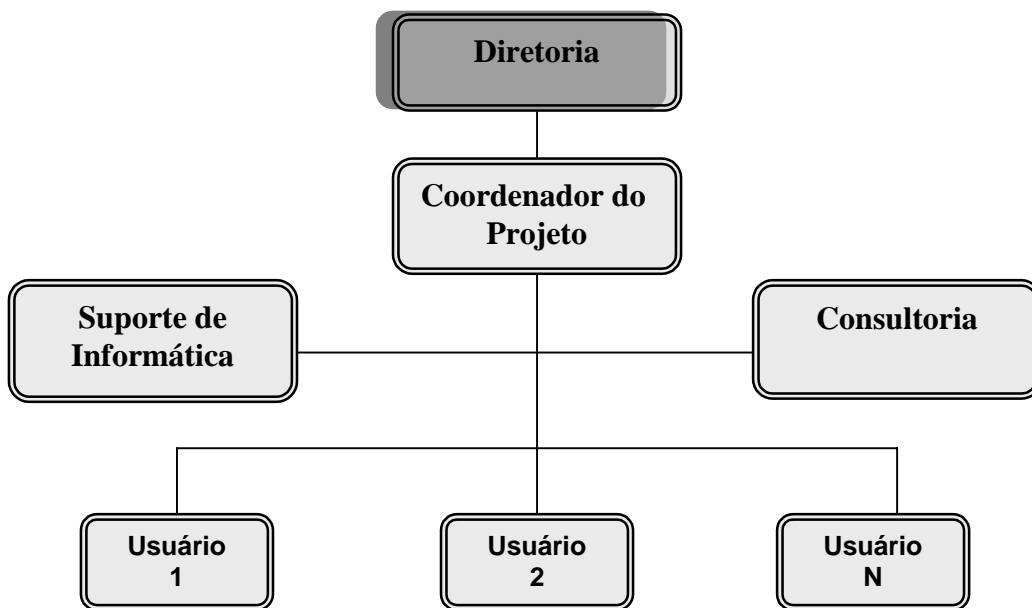 Diretoria
Coordenador do
Projeto
Suporte de
Informática
Consultoria
Usuário
1
Usuário
2
Usuário
N